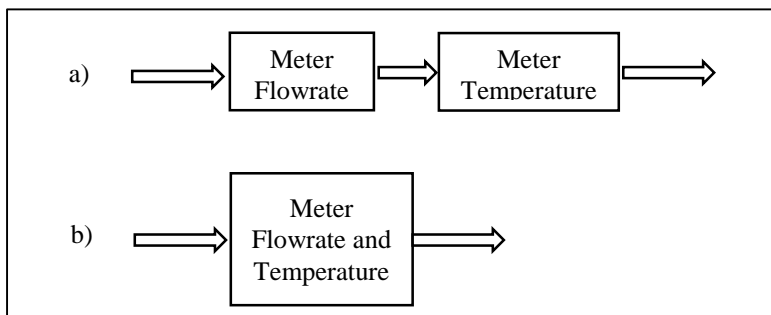 a)
Meter
Flowrate
Meter
Temperature
b)
Meter
Flowrate and
Temperature